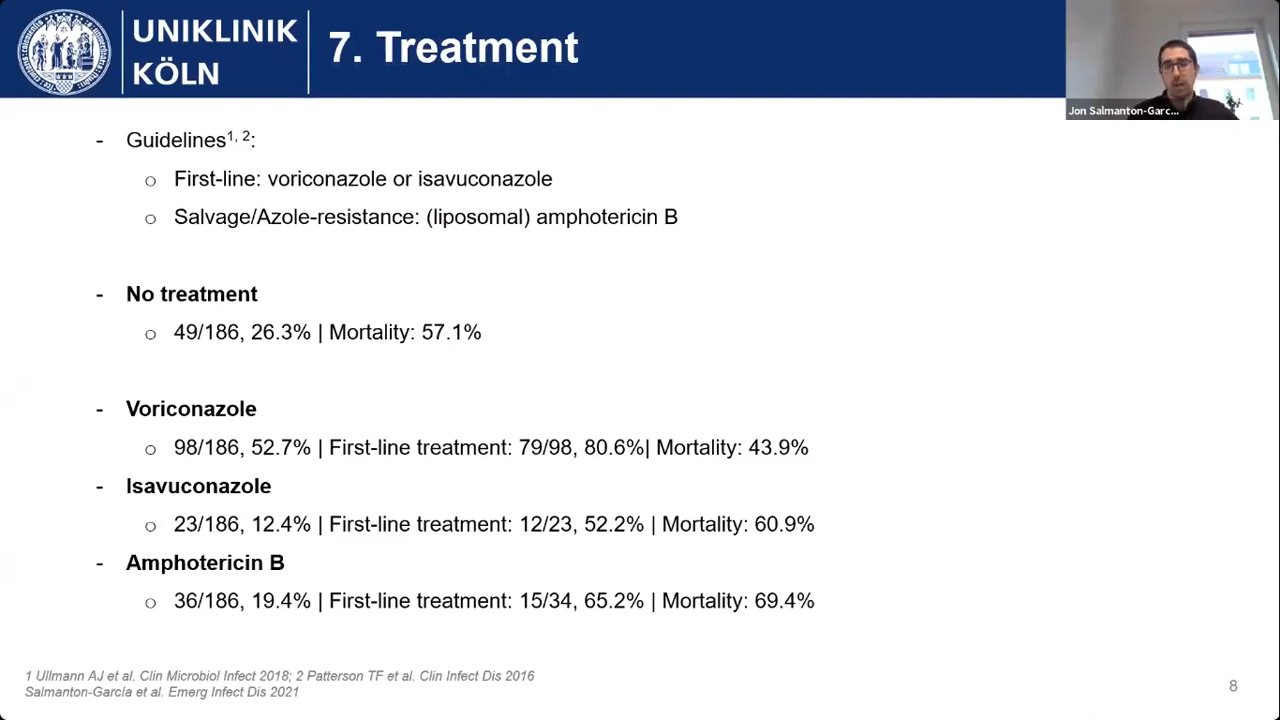 UNIKLINIK
KÖLN
7. Treatment
Jon Salmanton-Garc...
- Guidelines1, 2:
o First-line: voriconazole or isavuconazole
o Salvage/Azole-resistance: (liposomal) amphotericin B
- No treatment
o 49/186, 26.3% | Mortality: 57.1%
- Voriconazole
o 98/186, 52.7% | First-line treatment: 79/98, 80.6%| Mortality: 43.9%
- Isavuconazole
o 23/186, 12.4% | First-line treatment: 12/23, 52.2% | Mortality: 60.9%
- Amphotericin B
o 36/186, 19.4% | First-line treatment: 15/34, 65.2% | Mortality: 69.4%
1 Ullmann AJ et al. Clin Microbiol Infect 2018; 2 Patterson TF et al. Clin Infect Dis 2016
Salmanton-García et al. Emerg Infect Dis 2021
8